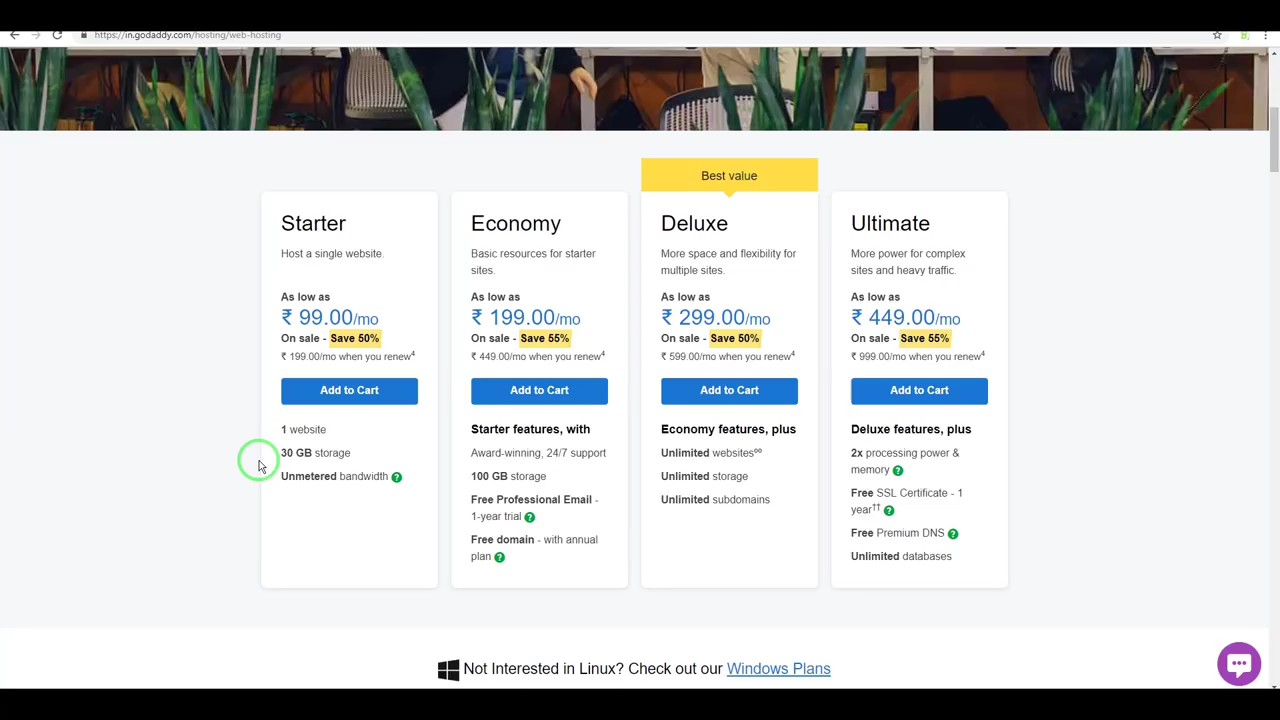 https://in.godaddy.com/hosting/web-hosting
Best value
Starter
Host a single website.
As low as
₹ 99.00/mo
On sale - Save 50%
₹ 199.00/mo when you renew4
Add to Cart
1 website
30 GB storage
Unmetered bandwidth ?
Economy
Basic resources for starter
sites.
As low as
₹ 199.00/mo
On sale - Save 55%
₹ 449.00/mo when you renew4
Add to Cart
Starter features, with
Award-winning, 24/7 support
100 GB storage
Free Professional Email -
1-year trial ?
Free domain - with annual
plan ?
Deluxe
More space and flexibility for
multiple sites.
As low as
₹ 299.00/mo
On sale - Save 50%
₹ 599.00/mo when you renew4
Add to Cart
Economy features, plus
Unlimited websites∞
Unlimited storage
Unlimited subdomains
Ultimate
More power for complex
sites and heavy traffic.
As low as
₹ 449.00/mo
On sale - Save 55%
₹ 999.00/mo when you renew4
Add to Cart
Deluxe features, plus
2x processing power &
memory ?
Free SSL Certificate - 1
year†† ?
Free Premium DNS ?
Unlimited databases
Not Interested in Linux? Check out our Windows Plans